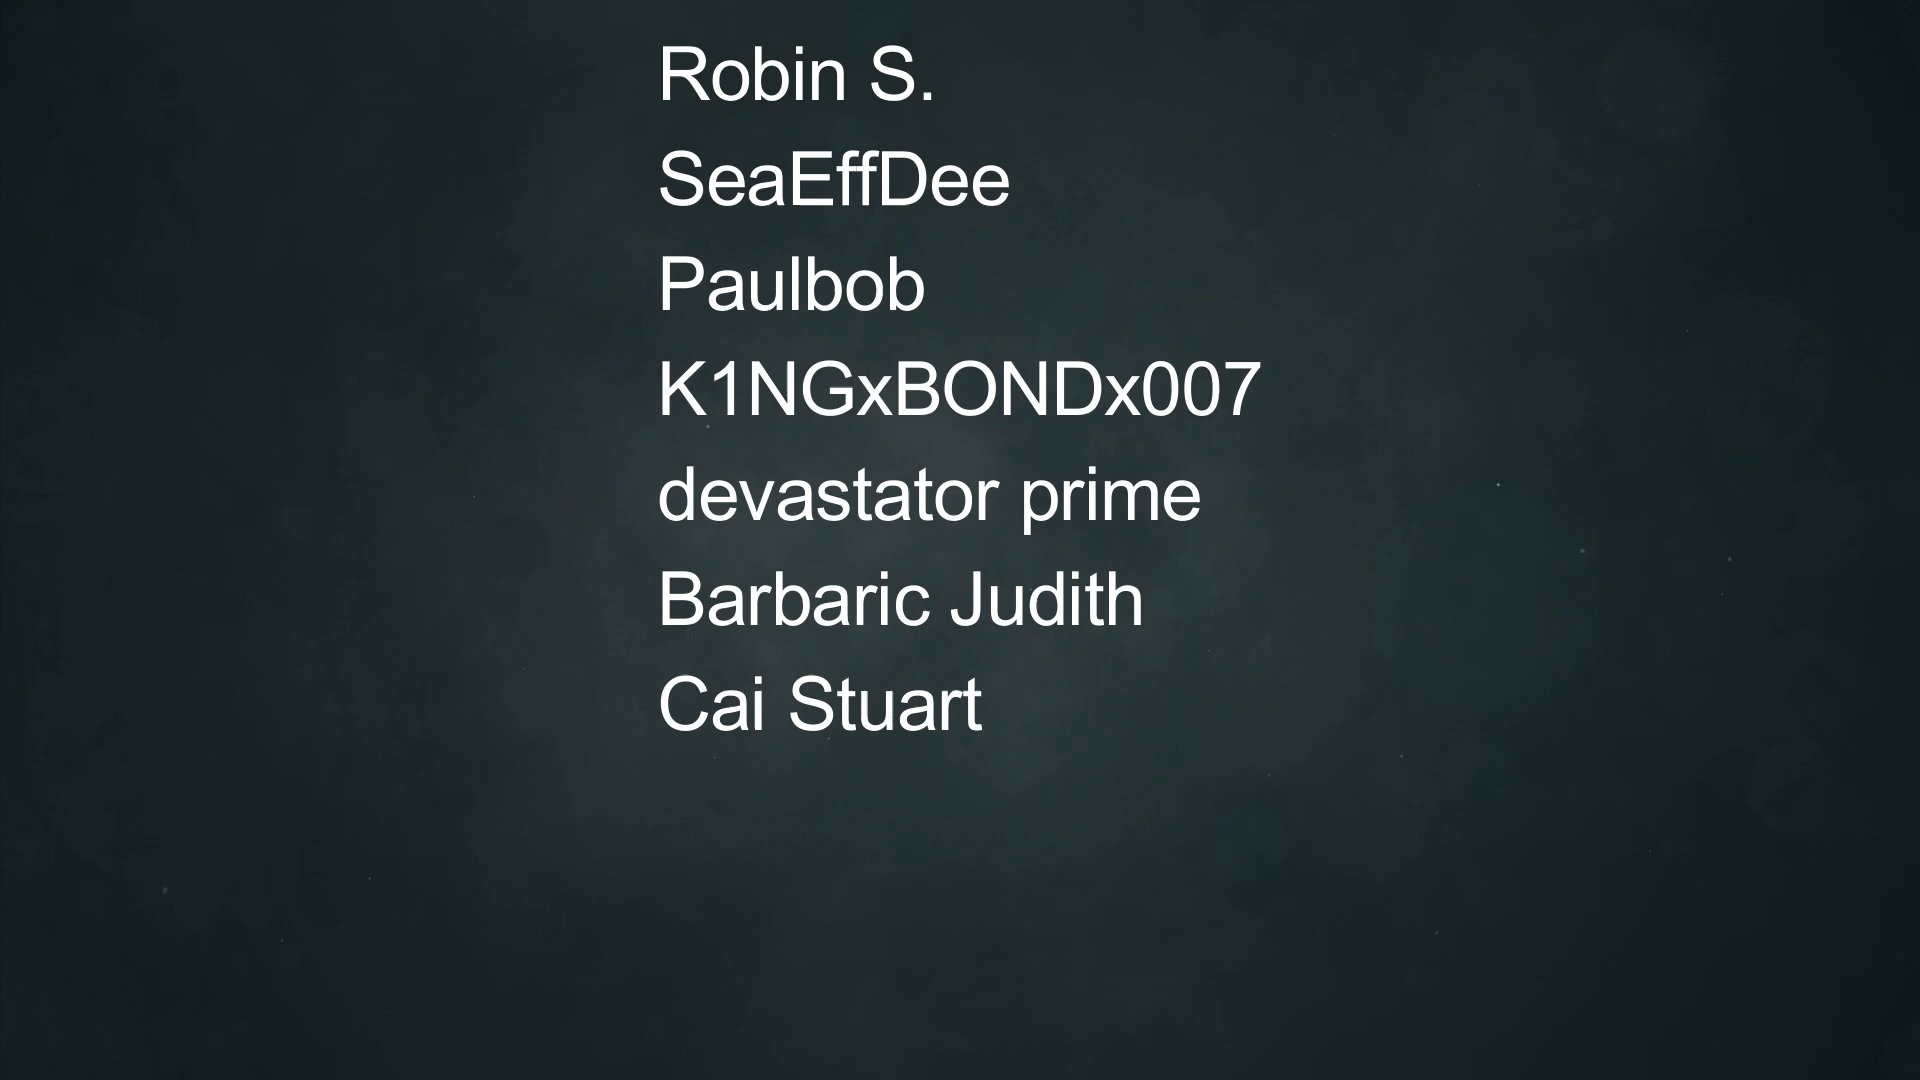 Robin S.
SeaEffDee
Paulbob
K1NGxBONDx007
devastator prime
Barbaric Judith
Cai Stuart